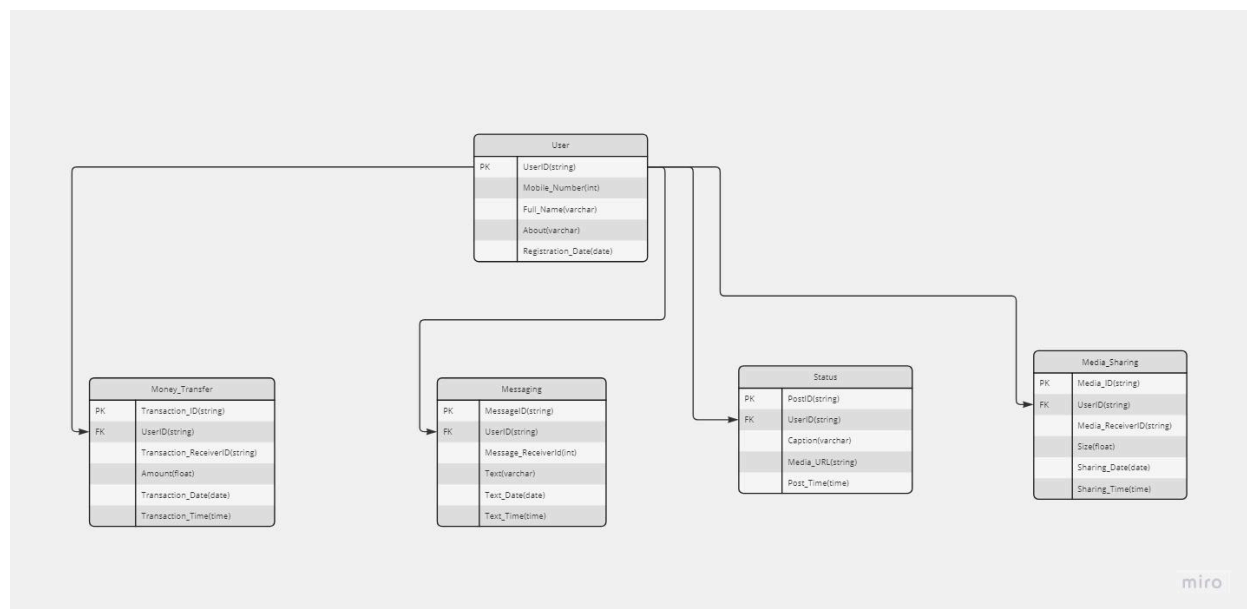 User
PK UserID(string)
Mobile_Number(int)
Full_Name(varchar)
About(varchar)
Registration_Date(date)
Money_Transfer
PK Transaction_ID(string)
FK UserID(string)
Transaction_ReceiverID(string)
Amount(float)
Transaction_Date(date)
Transaction_Time(time)
Messaging
PK MessageID(string)
FK UserID(string)
Message_ReceiverId(int)
Text(varchar)
Text_Date(date)
Text_Time(time)
Status
PK PostID(string)
FK UserID(string)
Caption(varchar)
Media_URL(string)
Post_Time(time)
Media_Sharing
PK Media_ID(string)
FK UserID(string)
Media_ReceiverID(string)
Size(float)
Sharing_Date(date)
Sharing_Time(time)
miro